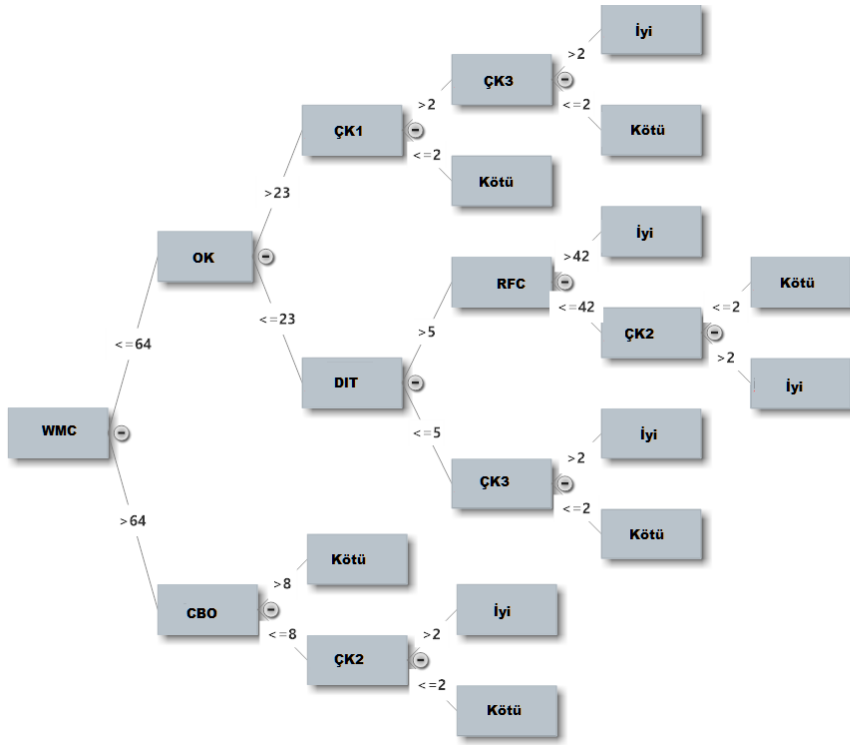 İyi
>2
ÇK3
>2
<=2
ÇK1
Kötü
<=2
Kötü
>23
İyi
OK
>42
RFC
Kötü
<=2
<=42
<=23
>5
ÇK2
<=64
>2
DIT
İyi
WMC
<=5
İyi
>2
ÇK3
<=2
Kötü
>64
Kötü
>8
CBO
İyi
<=8
>2
ÇK2
<=2
Kötü